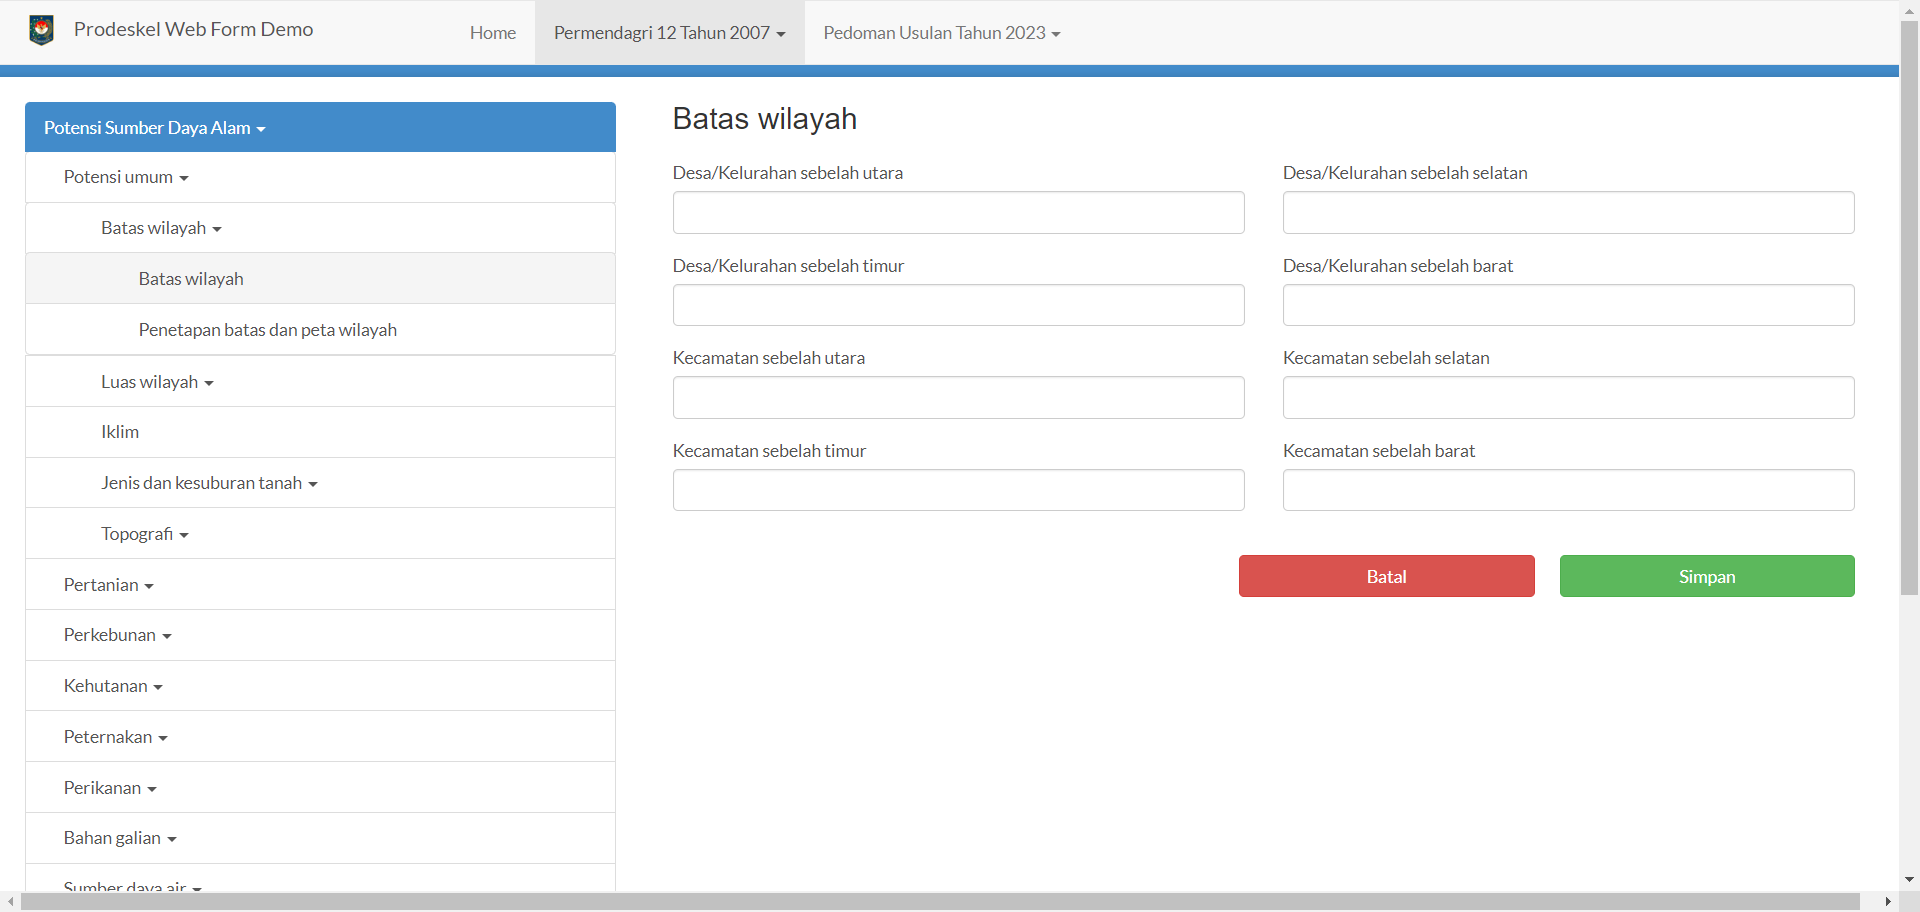 Prodeskel Web Form Demo
Home
Permendagri 12 Tahun 2007
Pedoman Usulan Tahun 2023
Potensi Sumber Daya Alam
Potensi umum
Batas wilayah
Batas wilayah
Penetapan batas dan peta wilayah
Luas wilayah
Iklim
Jenis dan kesuburan tanah
Topografi
Pertanian
Perkebunan
Kehutanan
Peternakan
Perikanan
Bahan galian
Sumber daya air
Batas wilayah
Desa/Kelurahan sebelah utara
Desa/Kelurahan sebelah selatan
Desa/Kelurahan sebelah timur
Desa/Kelurahan sebelah barat
Kecamatan sebelah utara
Kecamatan sebelah selatan
Kecamatan sebelah timur
Kecamatan sebelah barat
Batal
Simpan